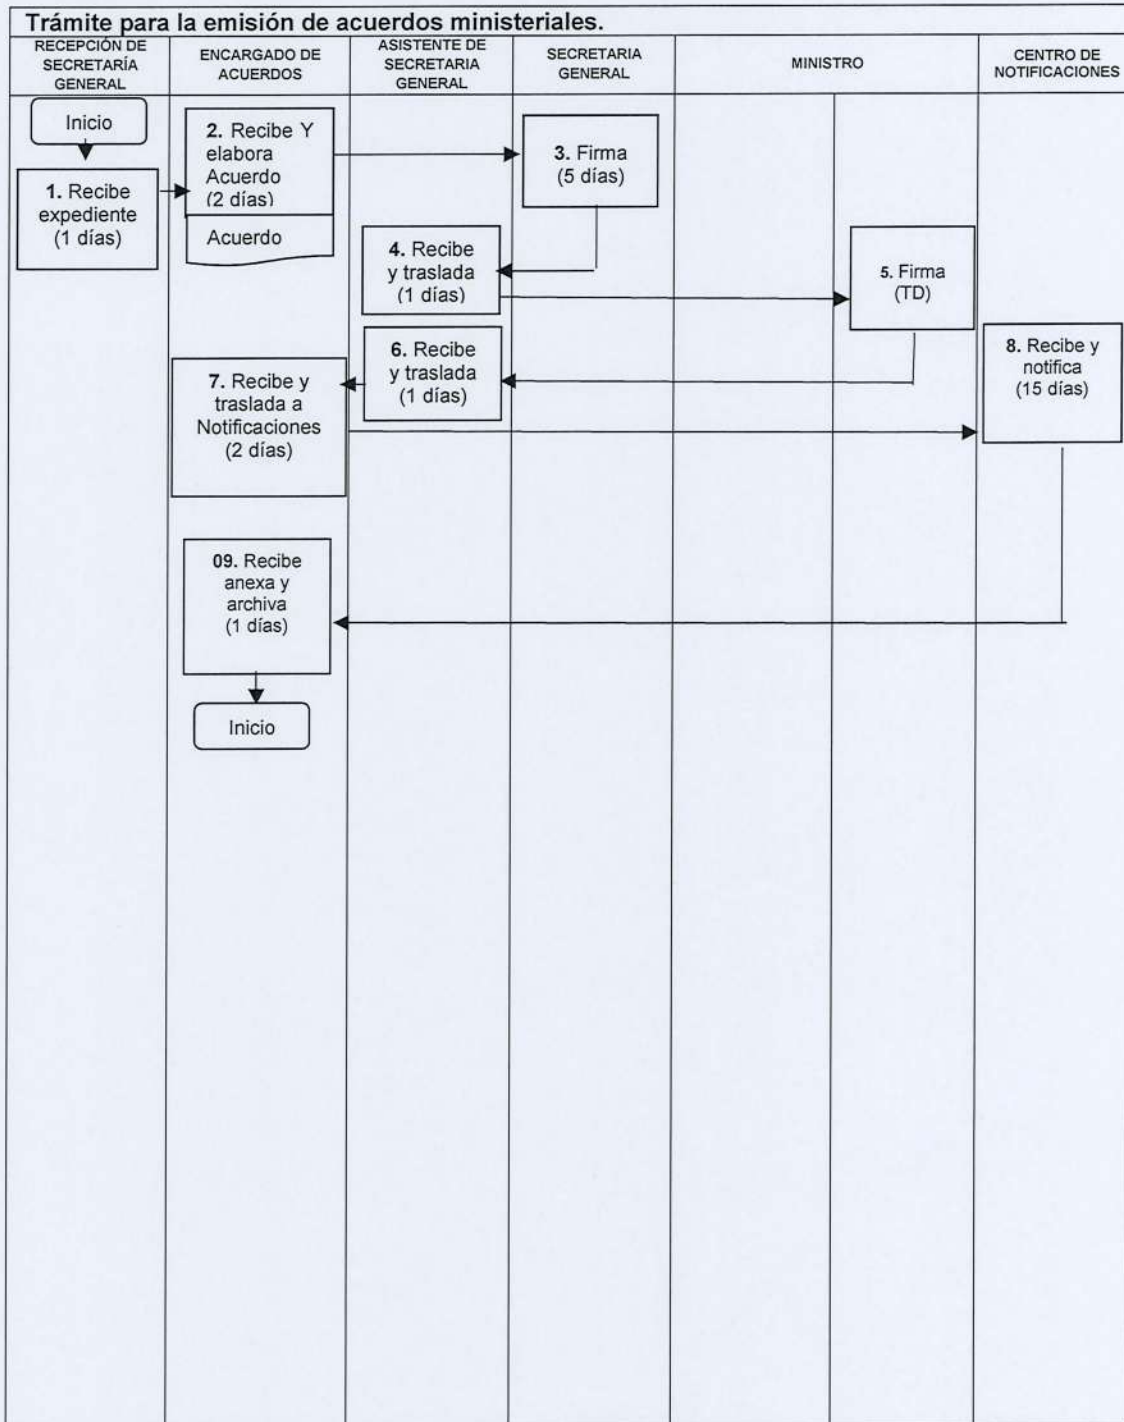 Trámite para la emisión de acuerdos ministeriales.
RECEPCIÓN DE
SECRETARÍA
GENERAL
ENCARGADO DE
ACUERDOS
ASISTENTE DE
SECRETARIA
GENERAL
SECRETARIA
GENERAL
MINISTRO
CENTRO DE
NOTIFICACIONES
Inicio
1. Recibe
expediente
(1 días)
2. Recibe Y
elabora
Acuerdo
(2 días)
Acuerdo
3. Firma
(5 días)
4. Recibe
y traslada
(1 días)
5. Firma
(TD)
6. Recibe
y traslada
(1 días)
7. Recibe y
traslada a
Notificaciones
(2 días)
8. Recibe y
notifica
(15 días)
09. Recibe
anexa y
archiva
(1 días)
Inicio